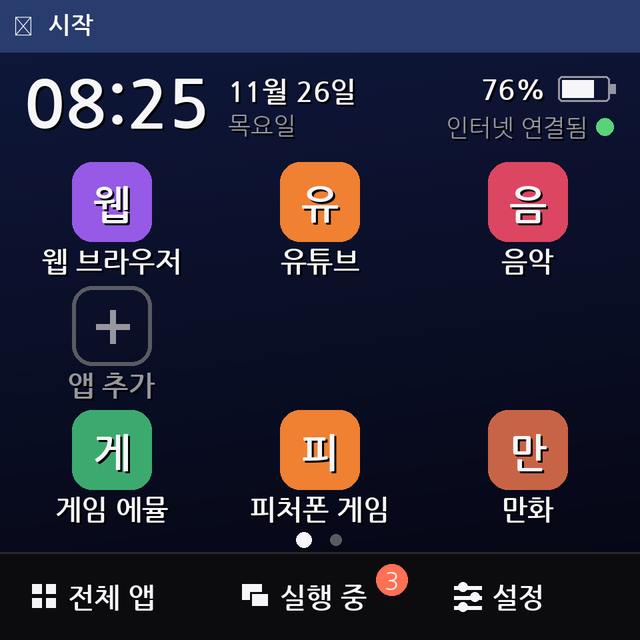 시작
08:25 11월 26일 76%
목요일 인터넷 연결됨
웹 유 음
웹 브라우저 유튜브 음악
앱 추가
게 피 만
게임 에뮬 피처폰 게임 만화
전체 앱 실행 중 3 설정